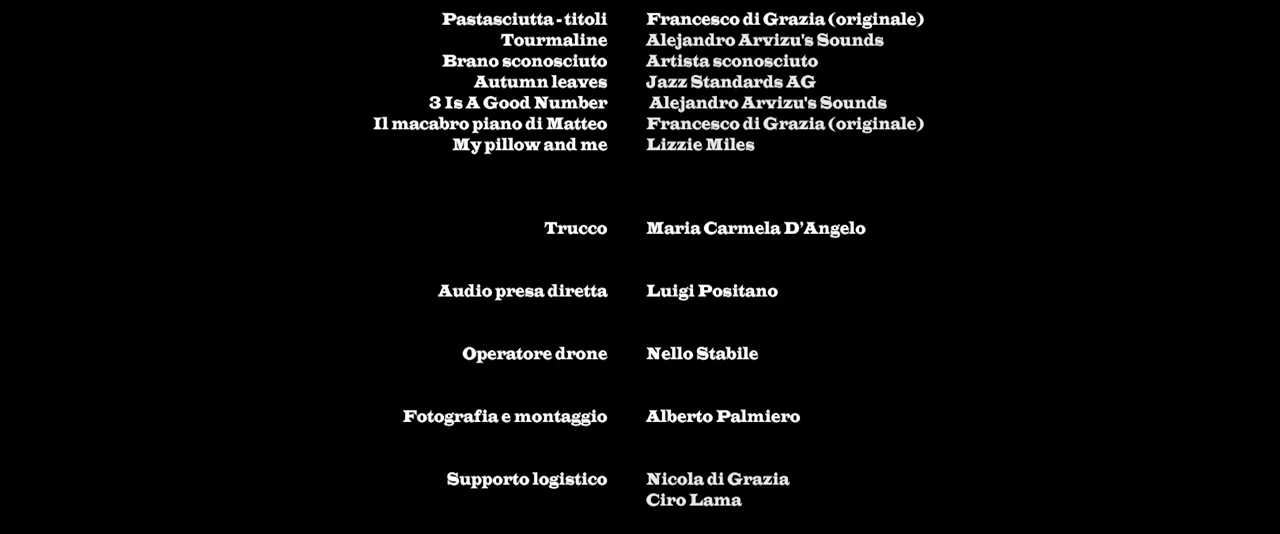 Pastasciutta - titoli Francesco di Grazia (originale)
Tourmaline Alejandro Arvizu's Sounds
Brano sconosciuto Artista sconosciuto
Autumn leaves Jazz Standards AG
3 Is A Good Number Alejandro Arvizu's Sounds
Il macabro piano di Matteo Francesco di Grazia (originale)
My pillow and me Lizzie Miles
Trucco Maria Carmela D’Angelo
Audio presa diretta Luigi Positano
Operatore drone Nello Stabile
Fotografia e montaggio Alberto Palmiero
Supporto logistico Nicola di Grazia
Ciro Lama